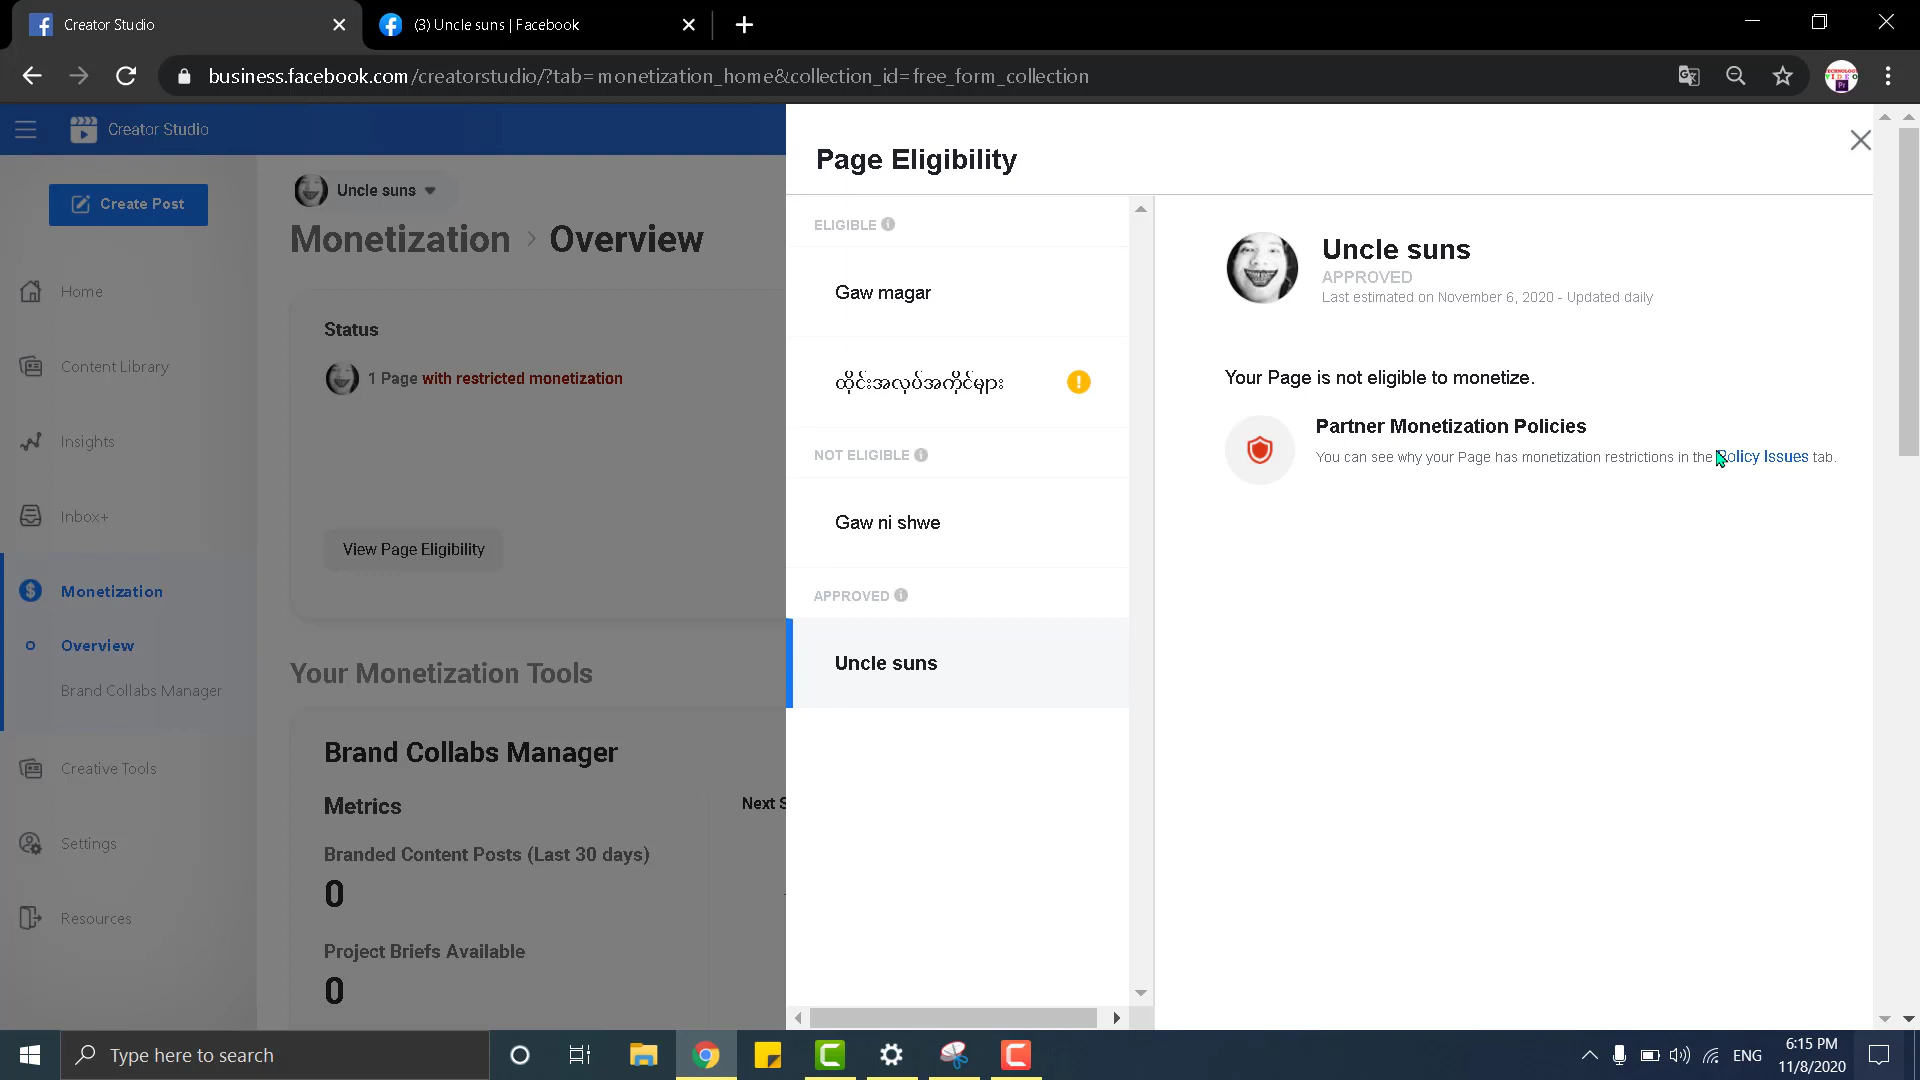 Creator Studio
(3) Uncle suns | Facebook
business.facebook.com/creatorstudio/?tab=monetization_home&collection_id=free_form_collection
Creator Studio
Create Post
Home
Content Library
Insights
Inbox+
Monetization
Overview
Brand Collabs Manager
Creative Tools
Settings
Resources
Uncle suns
Monetization > Overview
Status
1 Page with restricted monetization
View Page Eligibility
Your Monetization Tools
Brand Collabs Manager
Metrics
Next S
Branded Content Posts (Last 30 days)
0
Project Briefs Available
0
Page Eligibility
ELIGIBLE
Gaw magar
ထိုင်းအလုပ်အကိုင်များ
NOT ELIGIBLE
Gaw ni shwe
APPROVED
Uncle suns
Uncle suns
APPROVED
Last estimated on November 6, 2020 - Updated daily
Your Page is not eligible to monetize.
Partner Monetization Policies
You can see why your Page has monetization restrictions in the Policy Issues tab.
Type here to search
ENG
6:15 PM
11/8/2020